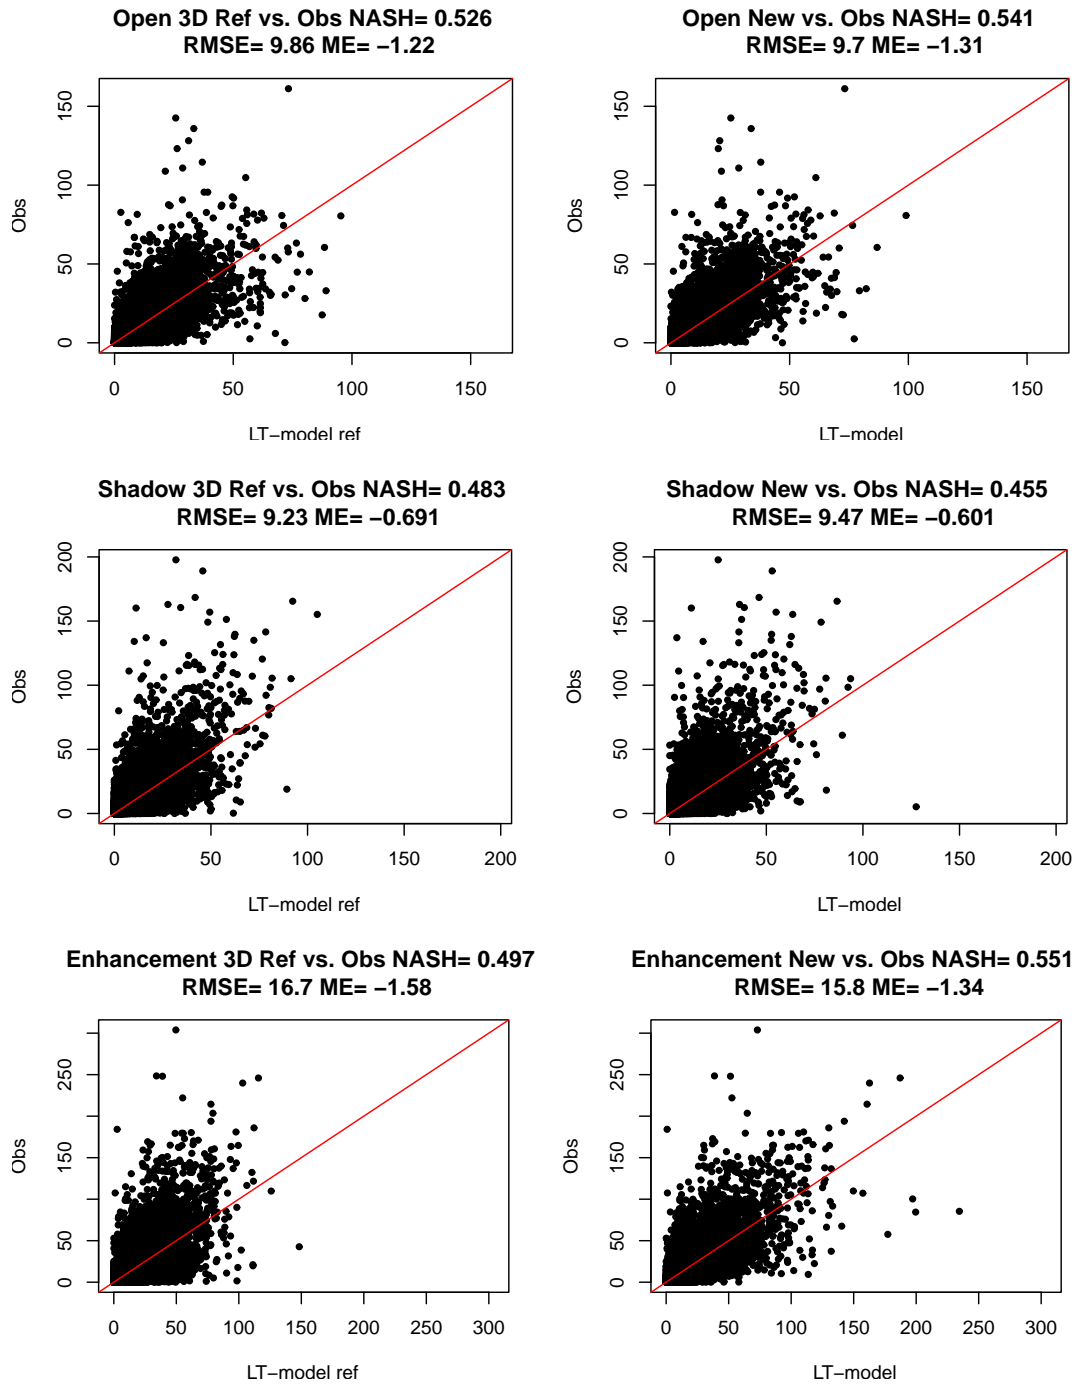 Open 3D Ref vs. Obs NASH= 0.526
RMSE= 9.86 ME= −1.22
Obs
150
100
50
0
0 50 100 150
LT−model ref
Open New vs. Obs NASH= 0.541
RMSE= 9.7 ME= −1.31
Obs
150
100
50
0
0 50 100 150
LT−model
Shadow 3D Ref vs. Obs NASH= 0.483
RMSE= 9.23 ME= −0.691
Obs
200
150
100
50
0
0 50 100 150 200
LT−model ref
Shadow New vs. Obs NASH= 0.455
RMSE= 9.47 ME= −0.601
Obs
200
150
100
50
0
0 50 100 150 200
LT−model
Enhancement 3D Ref vs. Obs NASH= 0.497
RMSE= 16.7 ME= −1.58
Obs
250
150
50
0
0 50 100 150 200 250 300
LT−model ref
Enhancement New vs. Obs NASH= 0.551
RMSE= 15.8 ME= −1.34
Obs
250
150
50
0
0 50 100 150 200 250 300
LT−model